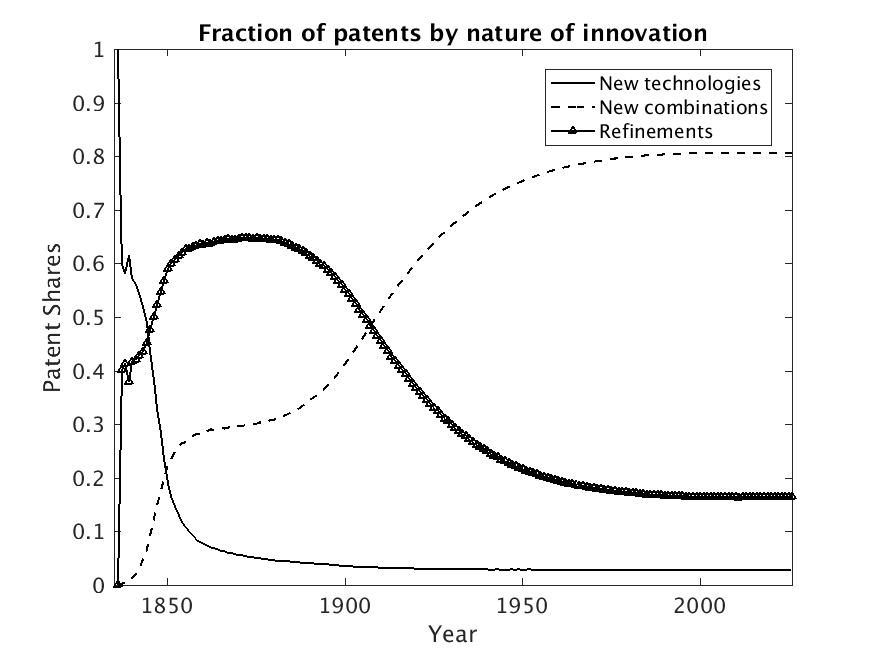 Fraction of patents by nature of innovation
1
0.9
0.8
0.7
0.6
0.5
0.4
0.3
0.2
0.1
0
Patent Shares
New technologies
New combinations
Refinements
1850 1900 1950 2000
Year